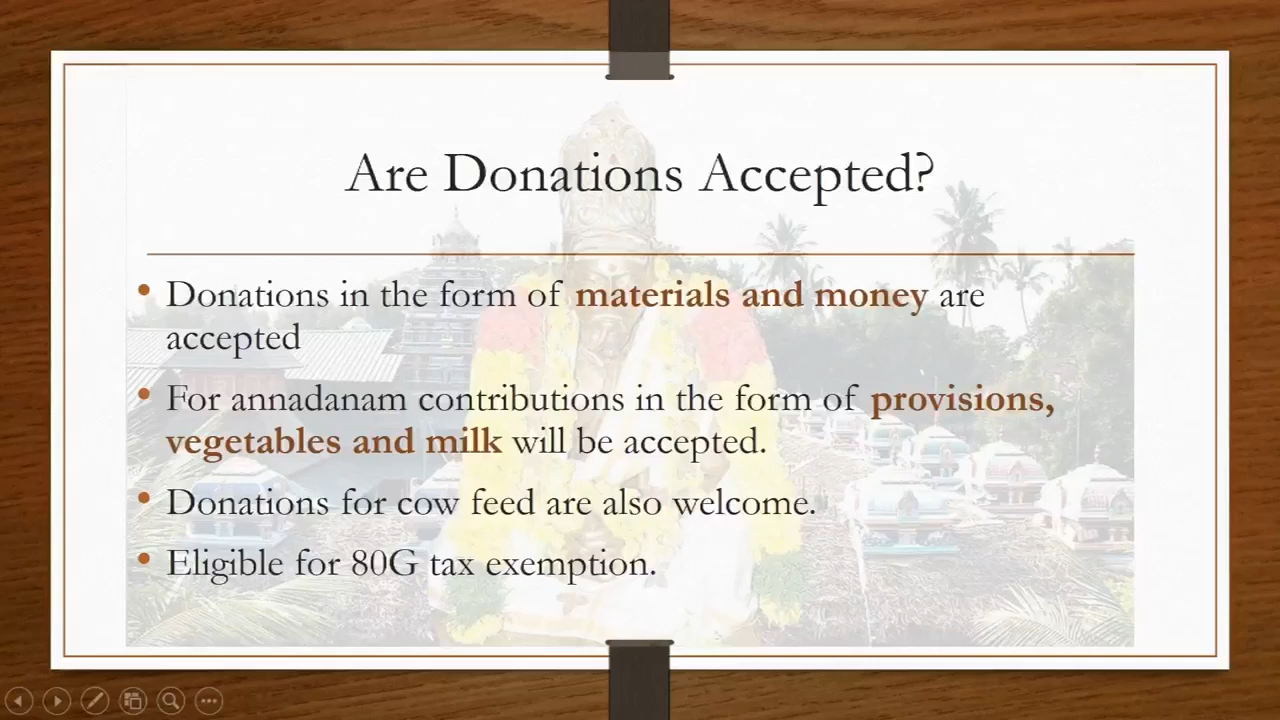 Are Donations Accepted?
• Donations in the form of materials and money are
accepted
• For annadanam contributions in the form of provisions,
vegetables and milk will be accepted.
• Donations for cow feed are also welcome.
• Eligible for 80G tax exemption.